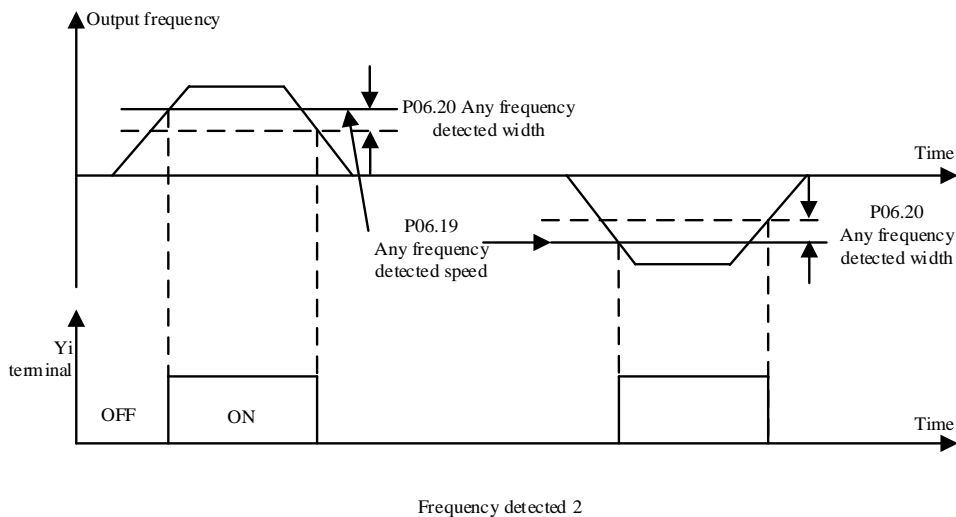 Output frequency
P06.20 Any frequency
detected width
Time
P06.19
Any frequency
detected speed
P06.20
Any frequency
detected width
Yi
terminal
OFF
ON
Time
Frequency detected 2